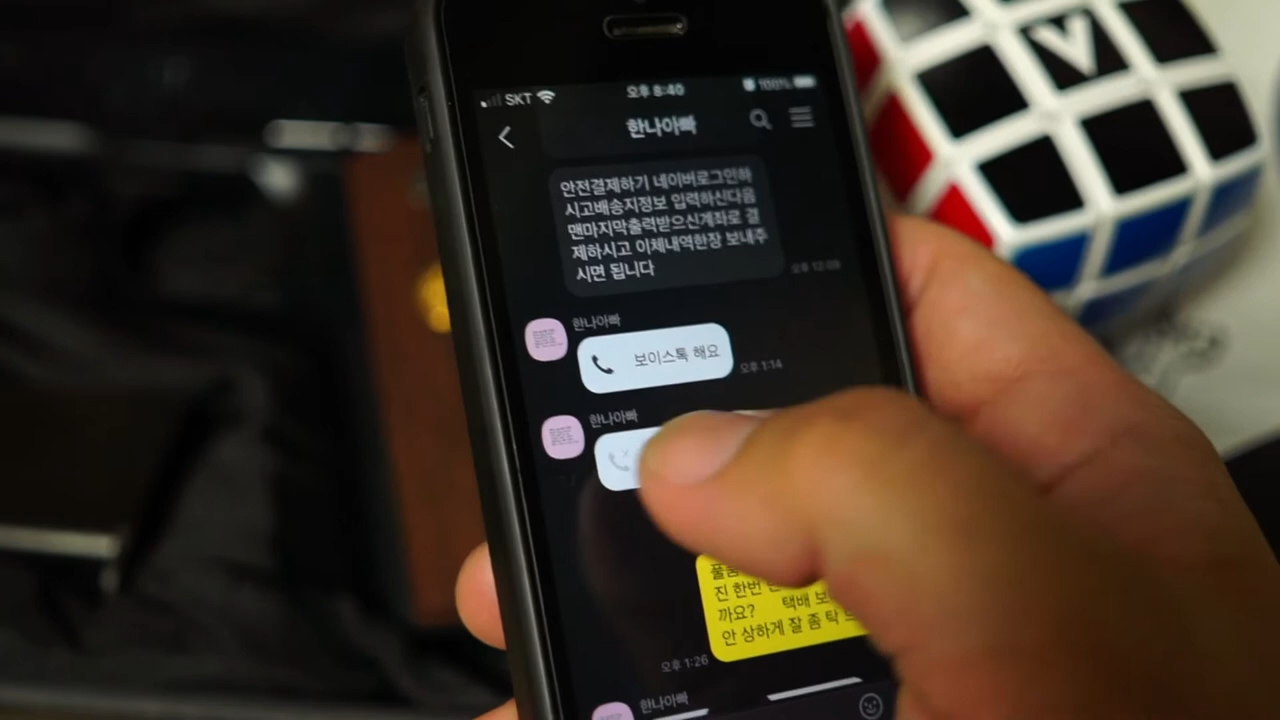 SKT 오후 8:40 100%
한나아빠
안전결제하기 네이버로그인하
시고배송지정보 입력하신다음
맨마지막출력받으신계좌로 결
제하시고 이체내역한장 보내주
시면 됩니다
오후 12:09
한나아빠
보이스톡 해요
오후 1:14
한나아빠
진 한번
까요? 택배
안 상하게 잘 좀
오후 1:26
한나아빠
V